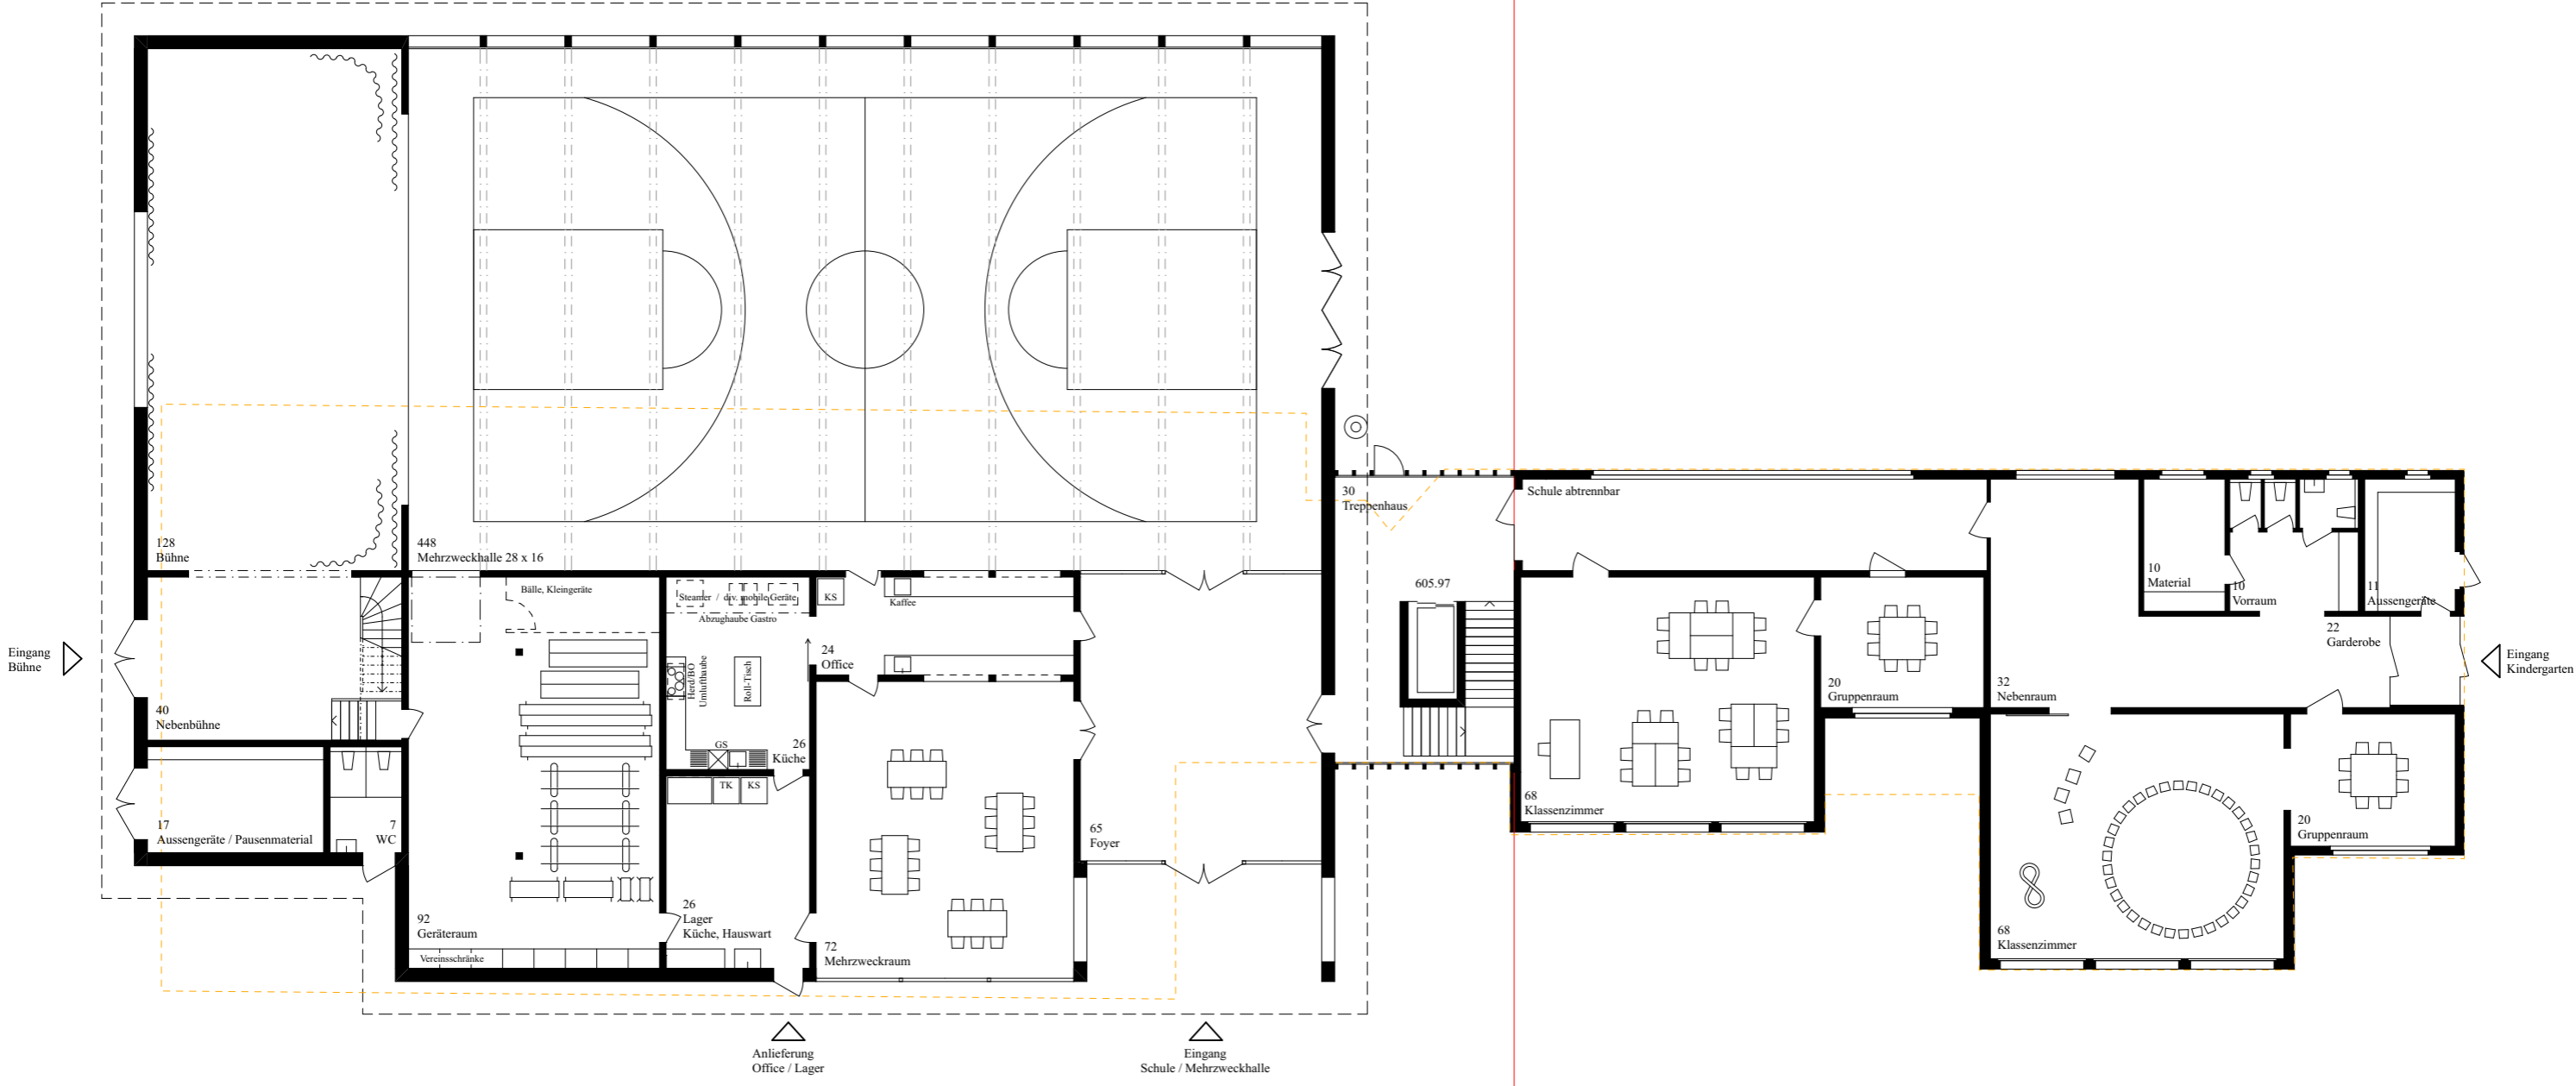 128
Bühne
448
Mehrzweckhalle 28 x 16
30
Treppenhaus
Schule abtrennbar
605.97
Eingang
Bühne
40
Nebenbühne
17
Aussengeräte / Pausenmaterial
7
WC
Bälle, Kleingeräte
92
Geräteraum
Vereinsschränke
Steamer / div. mobile Geräte
Abzughaube Gastro
Herd/BO
Umlufthaube
Roll-Tisch
GS
26
Küche
TK
KS
26
Lager
Küche, Hauswart
KS
Kaffee
24
Office
72
Mehrzweckraum
65
Foyer
68
Klassenzimmer
20
Gruppenraum
32
Nebenraum
10
Material
10
Vorraum
11
Aussengeräte
22
Garderobe
Eingang
Kindergarten
68
Klassenzimmer
20
Gruppenraum
Anlieferung
Office / Lager
Eingang
Schule / Mehrzweckhalle